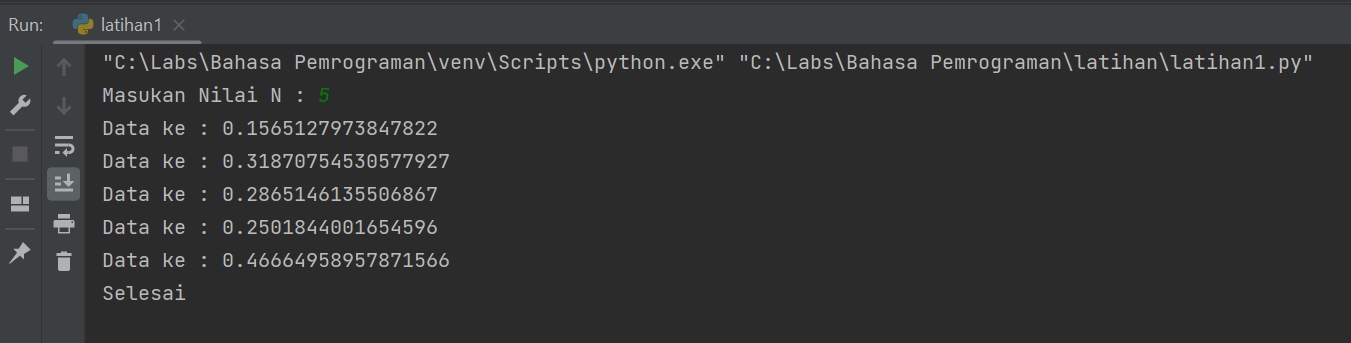 Run: latihan1
"C:\Labs\Bahasa Pemrograman\venv\Scripts\python.exe" "C:\Labs\Bahasa Pemrograman\latihan\latihan1.py"
Masukan Nilai N : 5
Data ke : 0.1565127973847822
Data ke : 0.31870754530577927
Data ke : 0.2865146135506867
Data ke : 0.2501844001654596
Data ke : 0.46664958957871566
Selesai